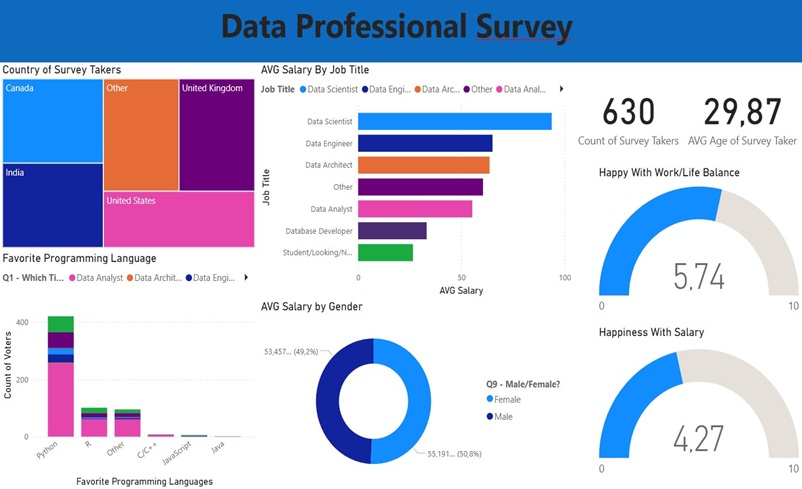 Data Professional Survey
Country of Survey Takers
Canada
Other
United Kingdom
India
United States
AVG Salary By Job Title
Job Title Data Scientist Data Engi... Data Arc... Other Data Anal...
Job Title
Data Scientist
Data Engineer
Data Architect
Other
Data Analyst
Database Developer
Student/Looking/N...
0 50 100
AVG Salary
630
Count of Survey Takers
29,87
AVG Age of Survey Taker
Happy With Work/Life Balance
5,74
0 10
Favorite Programming Language
Q1 - Which Ti... Data Analyst Data Archit... Data Engi...
Count of Voters
400
200
0
Python R Other C/C++ JavaScript Java
Favorite Programming Languages
AVG Salary by Gender
53,457... (49,2%)
55,191... (50,8%)
Q9 - Male/Female?
Female
Male
Happiness With Salary
4,27
0 10